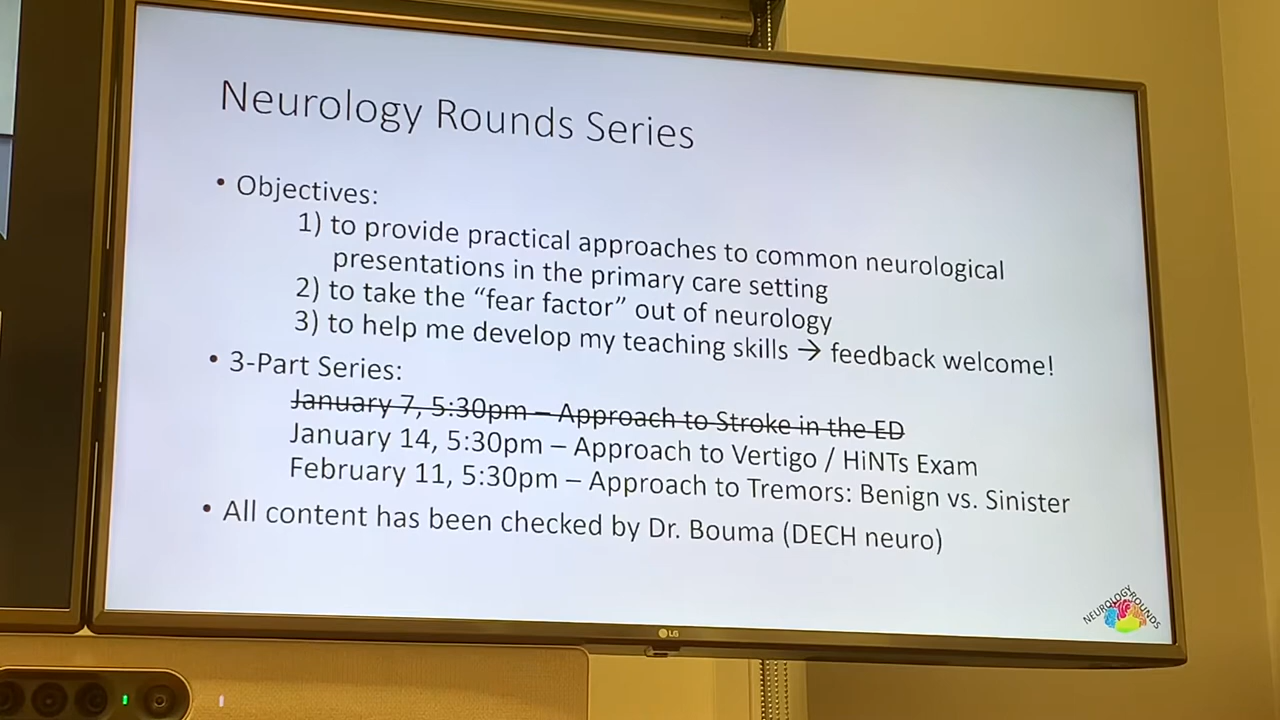 Neurology Rounds Series
• Objectives:
1) to provide practical approaches to common neurological
presentations in the primary care setting
2) to take the “fear factor” out of neurology
3) to help me develop my teaching skills → feedback welcome!
• 3-Part Series:
January 7, 5:30pm – Approach to Stroke in the ED
January 14, 5:30pm – Approach to Vertigo / HiNTs Exam
February 11, 5:30pm – Approach to Tremors: Benign vs. Sinister
• All content has been checked by Dr. Bouma (DECH neuro)
NEUROLOGY ROUNDS
LG